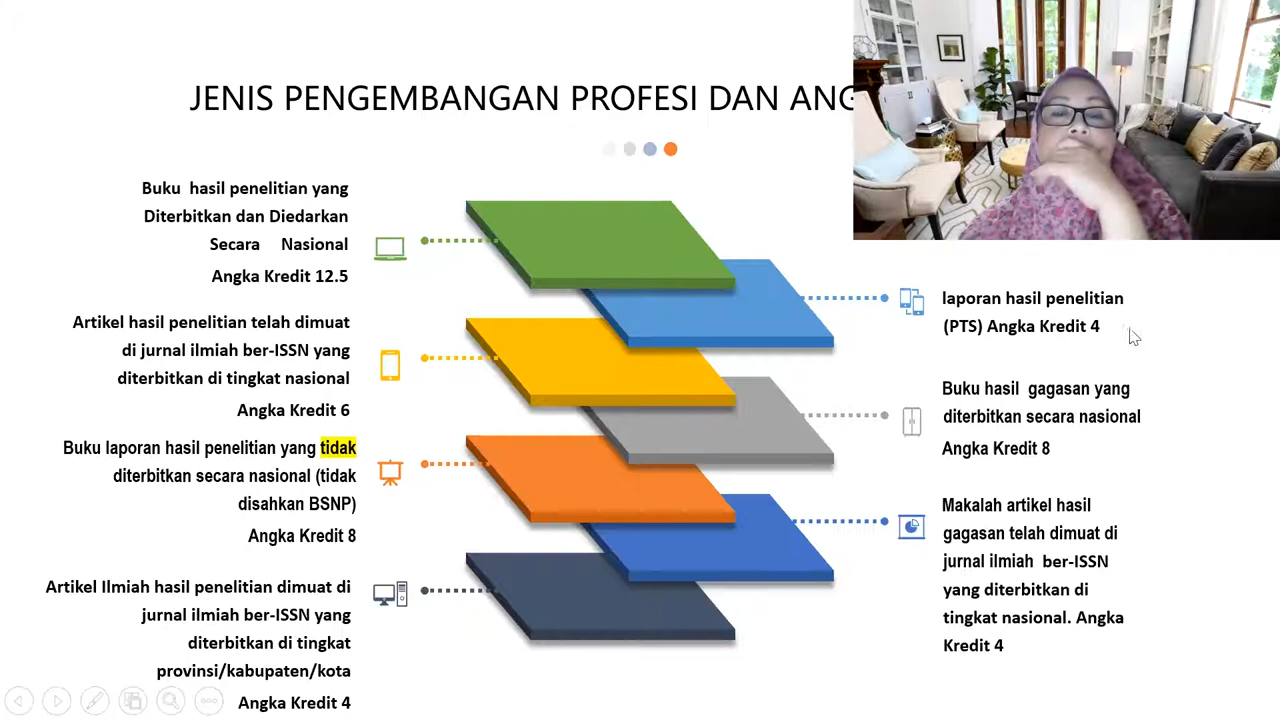 JENIS PENGEMBANGAN PROFESI DAN
Buku hasil penelitian yang
Diterbitkan dan Diedarkan
Secara Nasional
Angka Kredit 12.5
Artikel hasil penelitian telah dimuat
di jurnal ilmiah ber-ISSN yang
diterbitkan di tingkat nasional
Angka Kredit 6
Buku laporan hasil penelitian yang tidak
diterbitkan secara nasional (tidak
disahkan BSNP)
Angka Kredit 8
Artikel Ilmiah hasil penelitian dimuat di
jurnal ilmiah ber-ISSN yang
diterbitkan di tingkat
provinsi/kabupaten/kota
Angka Kredit 4
laporan hasil penelitian
(PTS) Angka Kredit 4
Buku hasil gagasan yang
diterbitkan secara nasional
Angka Kredit 8
Makalah artikel hasil
gagasan telah dimuat di
jurnal ilmiah ber-ISSN
yang diterbitkan di
tingkat nasional. Angka
Kredit 4